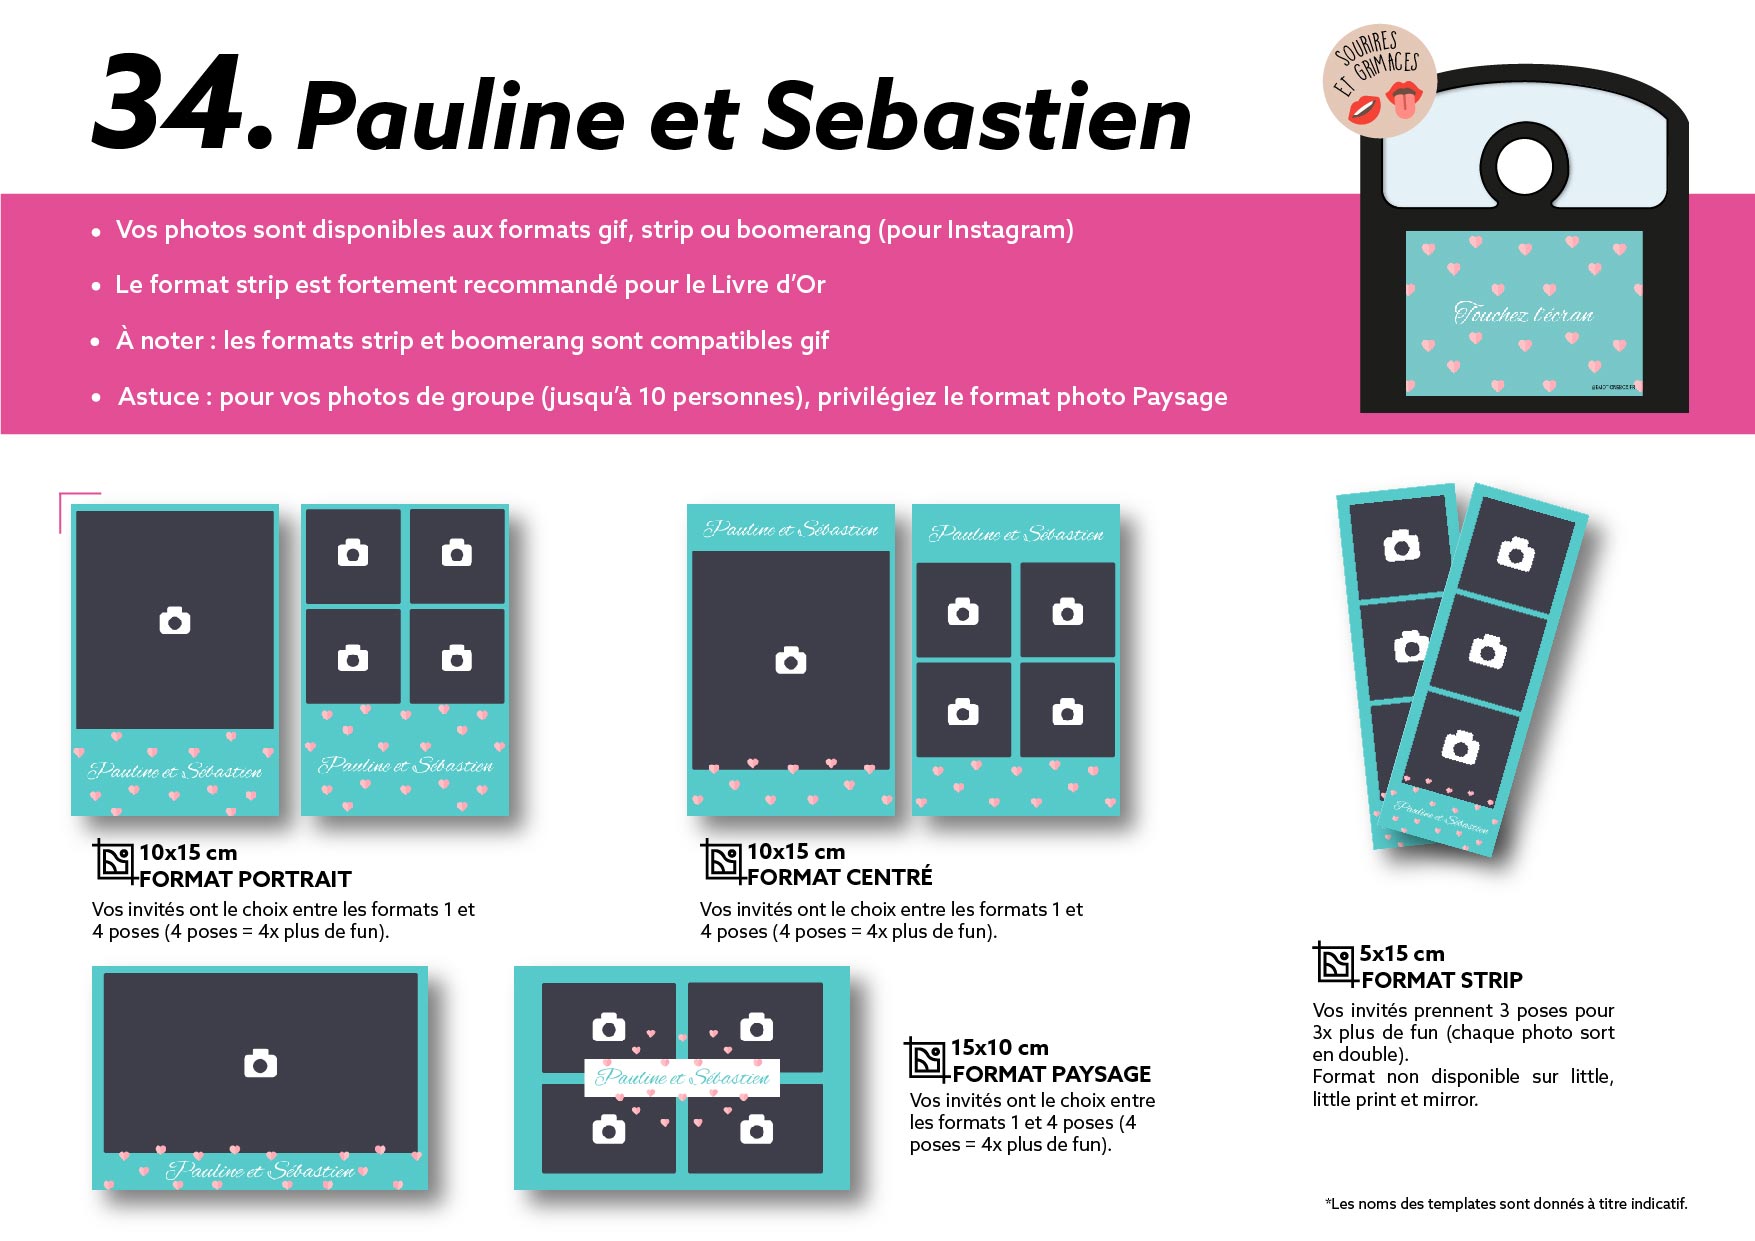 34. Pauline et Sebastien
SOURIRES
ET GRIMACES
• Vos photos sont disponibles aux formats gif, strip ou boomerang (pour Instagram)
• Le format strip est fortement recommandé pour le Livre d’Or
• À noter : les formats strip et boomerang sont compatibles gif
• Astuce : pour vos photos de groupe (jusqu’à 10 personnes), privilégiez le format photo Paysage
Touchez l'écran
Pauline et Sébastien
Pauline et Sébastien
10x15 cm
FORMAT PORTRAIT
Vos invités ont le choix entre les formats 1 et
4 poses (4 poses = 4x plus de fun).
Pauline et Sébastien
Pauline et Sébastien
10x15 cm
FORMAT CENTRÉ
Vos invités ont le choix entre les formats 1 et
4 poses (4 poses = 4x plus de fun).
Pauline et Sébastien
5x15 cm
FORMAT STRIP
Vos invités prennent 3 poses pour
3x plus de fun (chaque photo sort
en double).
Format non disponible sur little,
little print et mirror.
Pauline et Sébastien
Pauline et Sébastien
15x10 cm
FORMAT PAYSAGE
Vos invités ont le choix entre
les formats 1 et 4 poses (4
poses = 4x plus de fun).
*Les noms des templates sont donnés à titre indicatif.